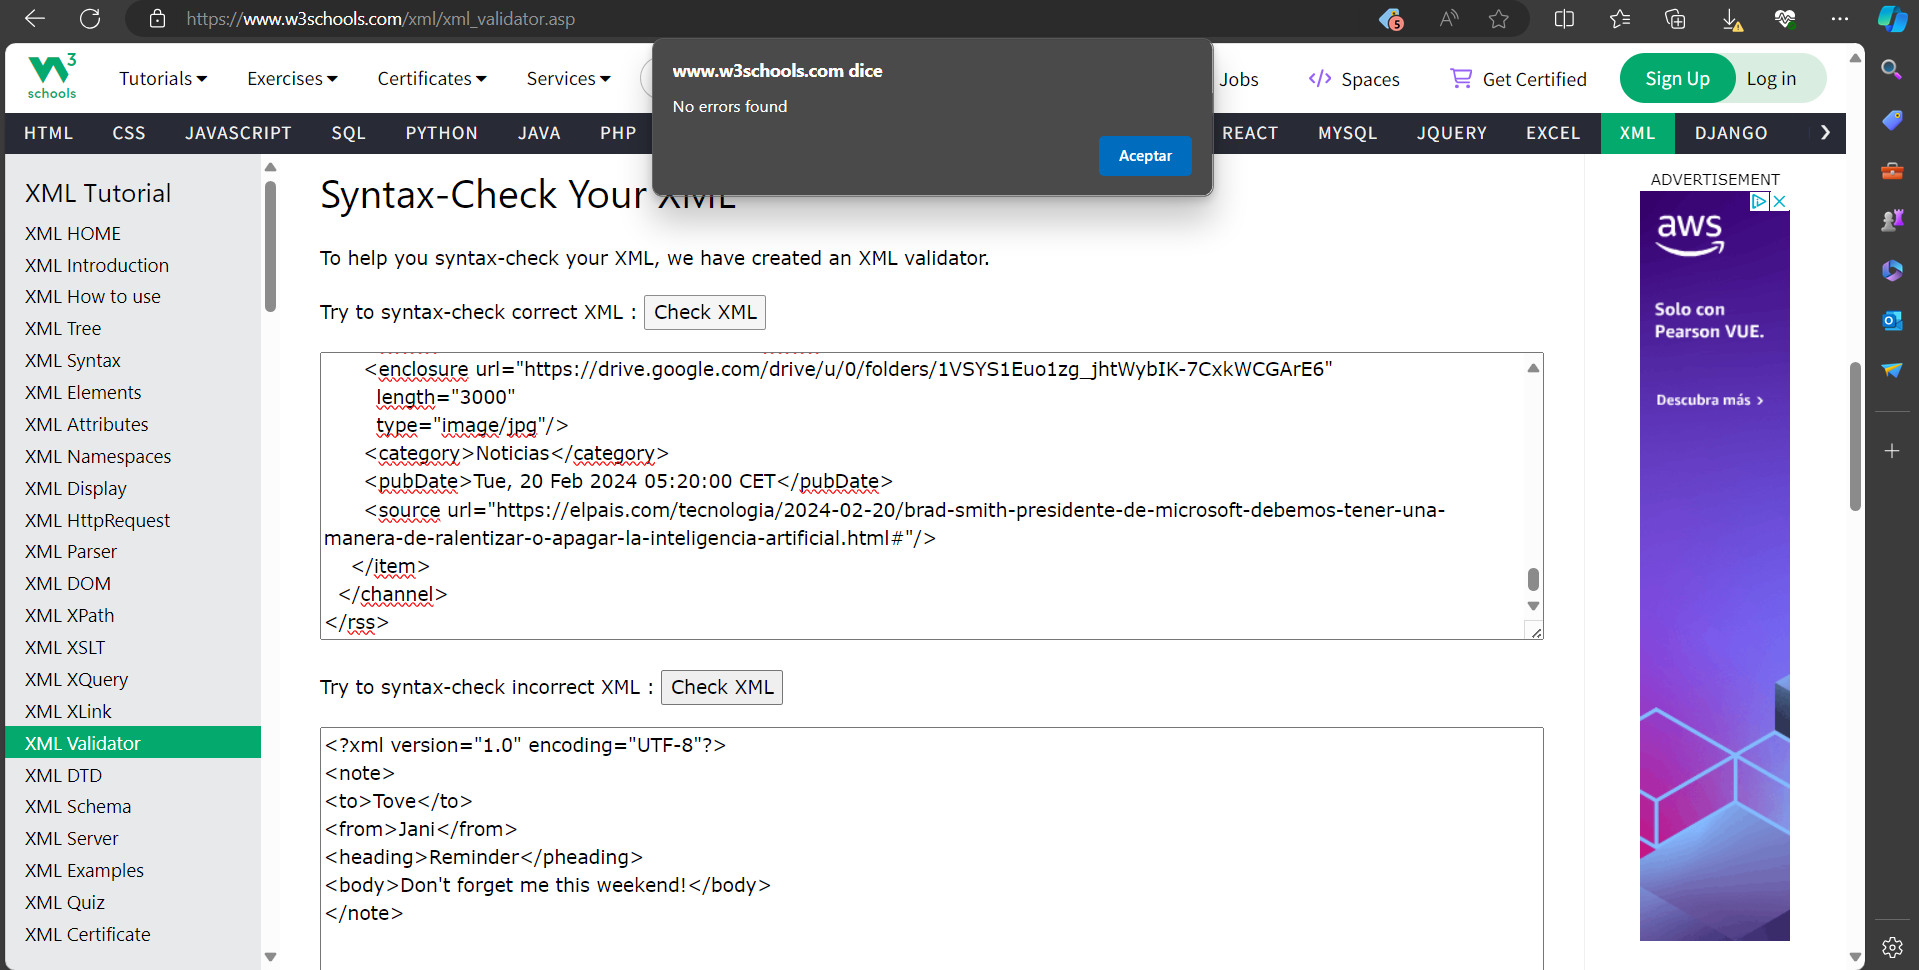 https://www.w3schools.com/xml/xml_validator.asp
5
W3
schools
Tutorials
Exercises
Certificates
Services
Jobs
Spaces
Get Certified
Sign Up
Log in
www.w3schools.com dice
No errors found
Aceptar
HTML
CSS
JAVASCRIPT
SQL
PYTHON
JAVA
PHP
REACT
MYSQL
JQUERY
EXCEL
XML
DJANGO
XML Tutorial
XML HOME
XML Introduction
XML How to use
XML Tree
XML Syntax
XML Elements
XML Attributes
XML Namespaces
XML Display
XML HttpRequest
XML Parser
XML DOM
XML XPath
XML XSLT
XML XQuery
XML XLink
XML Validator
XML DTD
XML Schema
XML Server
XML Examples
XML Quiz
XML Certificate
Syntax-Check Your XML
To help you syntax-check your XML, we have created an XML validator.
Try to syntax-check correct XML :
Check XML
<enclosure url="https://drive.google.com/drive/u/0/folders/1VSYS1Euo1zg_jhtWybIK-7CxkWCGArE6"
length="3000"
type="image/jpg"/>
<category>Noticias</category>
<pubDate>Tue, 20 Feb 2024 05:20:00 CET</pubDate>
<source url="https://elpais.com/tecnologia/2024-02-20/brad-smith-presidente-de-microsoft-debemos-tener-una-
manera-de-ralentizar-o-apagar-la-inteligencia-artificial.html#"/>
</item>
</channel>
</rss>
Try to syntax-check incorrect XML :
Check XML
<?xml version="1.0" encoding="UTF-8"?>
<note>
<to>Tove</to>
<from>Jani</from>
<heading>Reminder</pheading>
<body>Don't forget me this weekend!</body>
</note>
ADVERTISEMENT
aws
Solo con
Pearson VUE.
Descubra más >